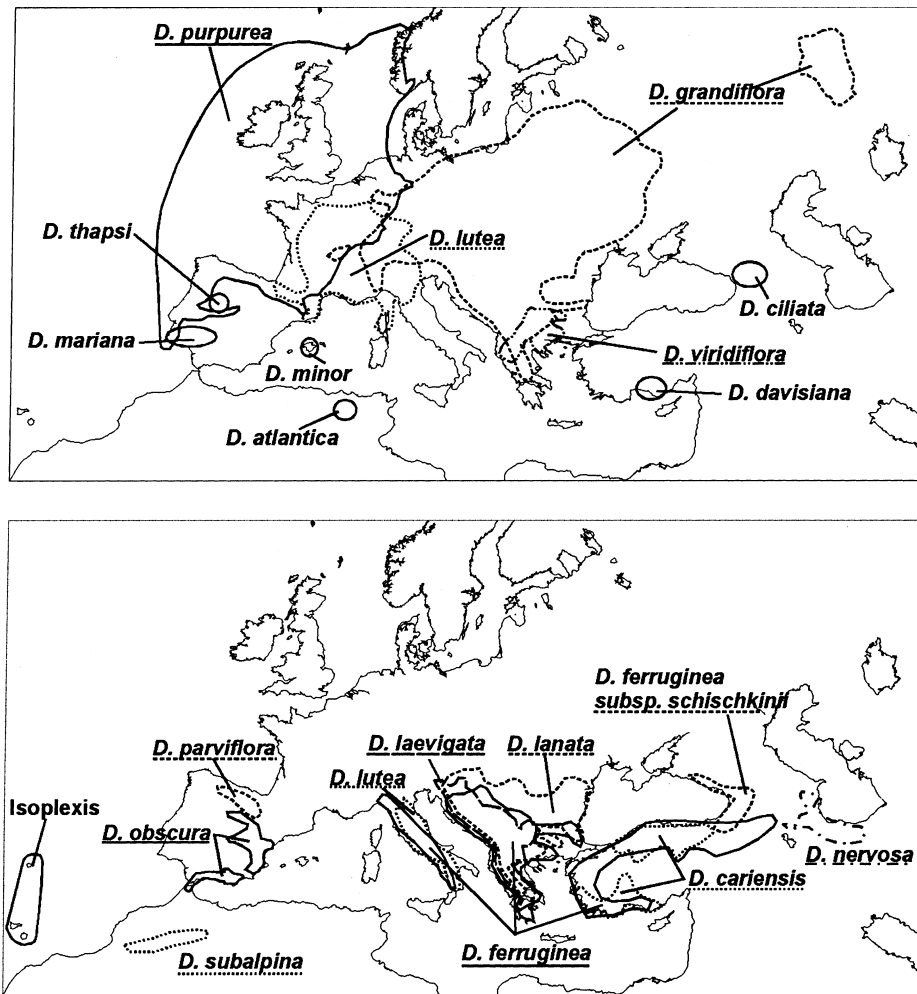 D. purpurea
D. grandiflora
D. thapsi
D. lutea
D. ciliata
D. mariana
D. viridiflora
D. minor
D. davisiana
D. atlantica
D. ferruginea
subsp. schischkinii
D. parviflora
D. laevigata
D. lanata
D. lutea
Isoplexis
D. obscura
D. nervosa
D. cariensis
D. subalpina
D. ferruginea